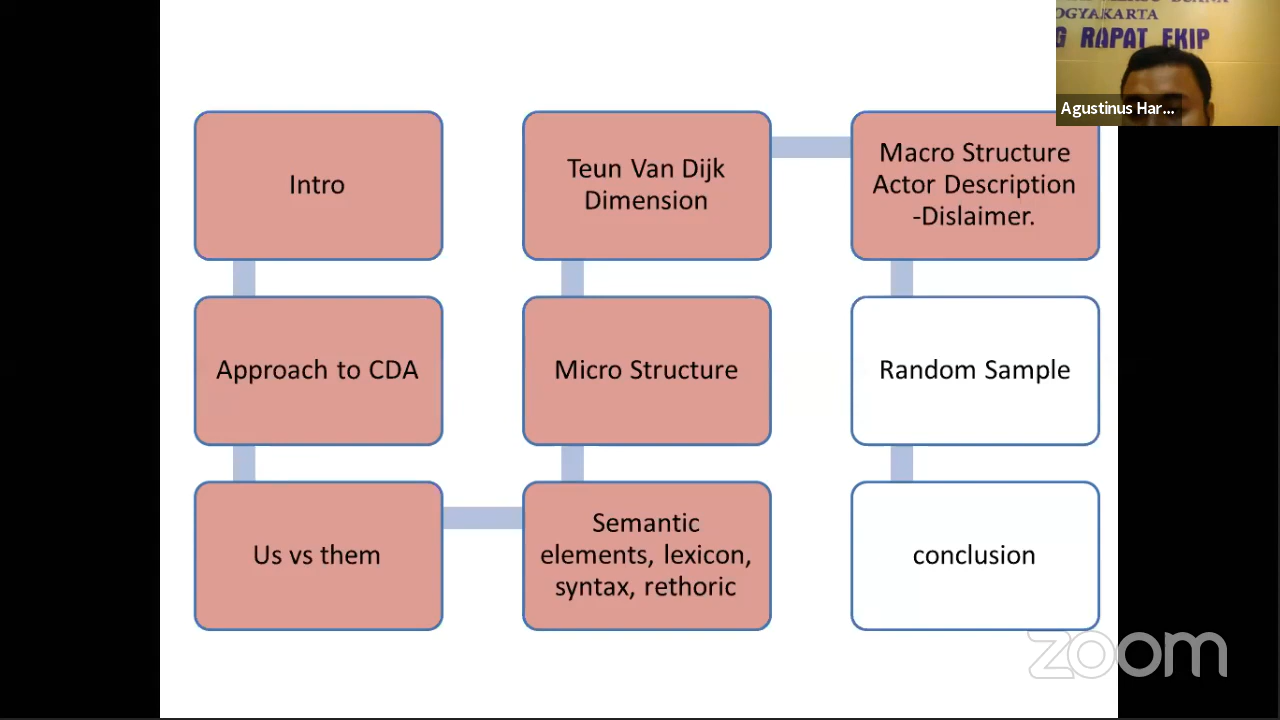 OGYAKARTA
G RAPAT FKIP
Agustinus Har...
Intro
Approach to CDA
Us vs them
Semantic
elements, lexicon,
syntax, rethoric
Micro Structure
Teun Van Dijk
Dimension
Macro Structure
Actor Description
-Dislaimer.
Random Sample
conclusion
zoom